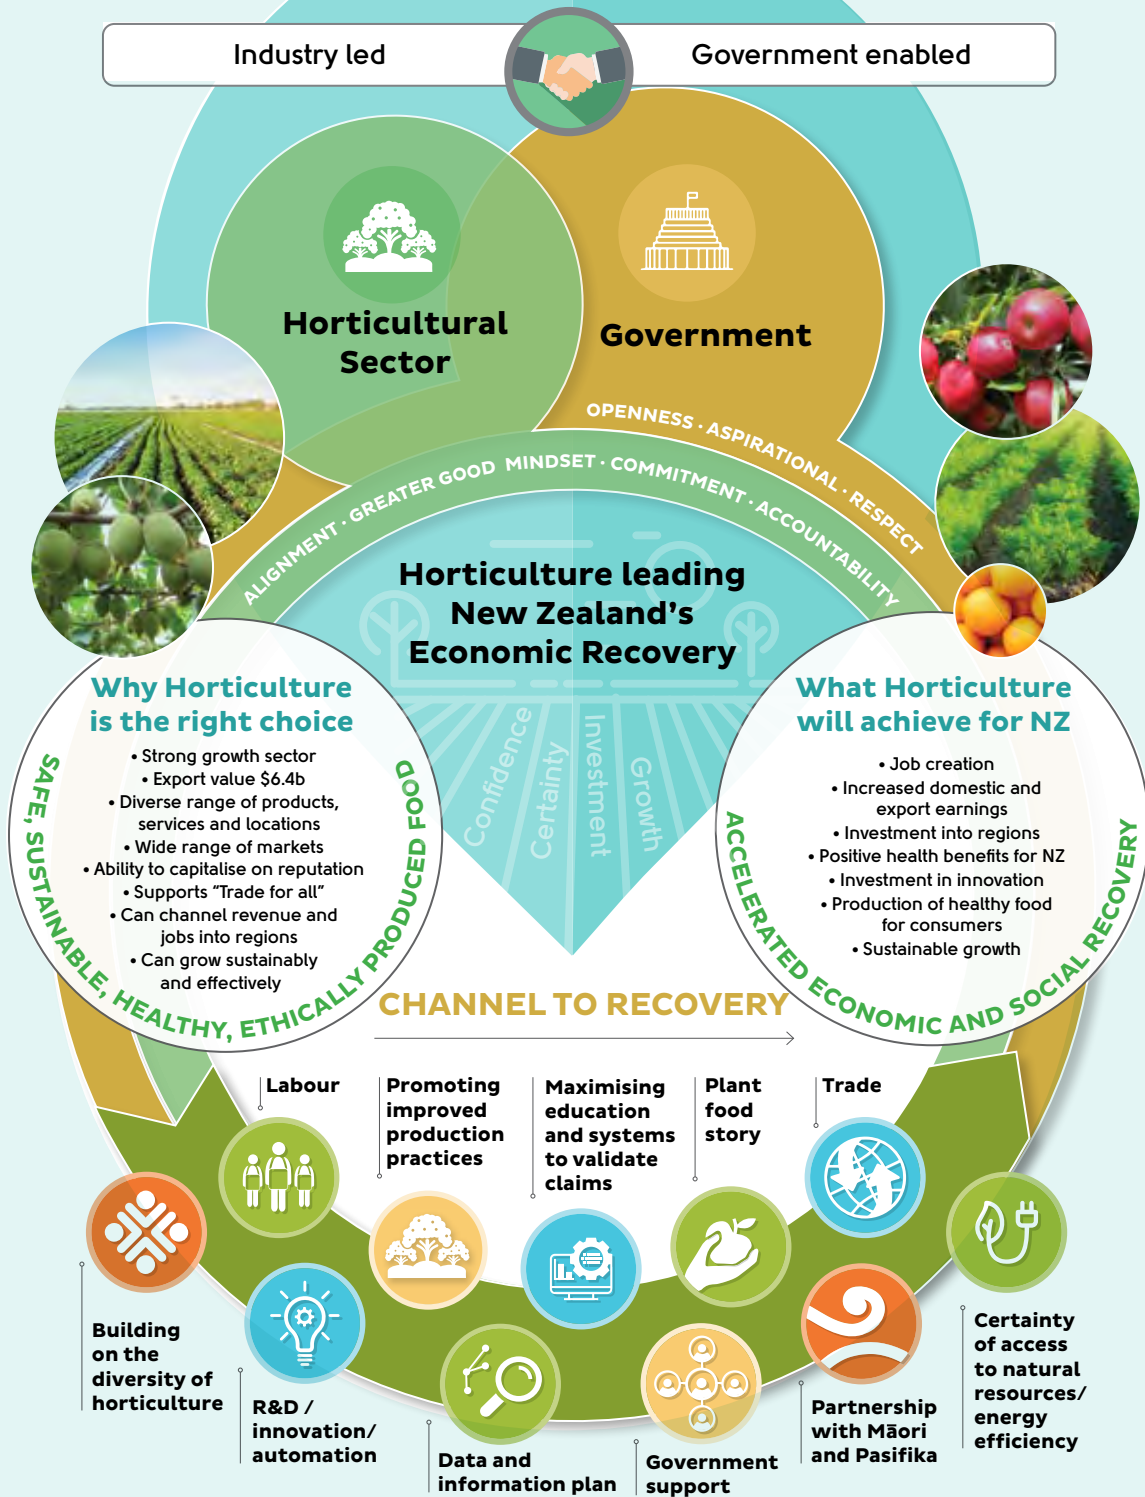 Industry led
Government enabled
Horticultural
Sector
Government
OPENNESS · ASPIRATIONAL · RESPECT
ALIGNMENT · GREATER GOOD MINDSET · COMMITMENT · ACCOUNTABILITY
Horticulture leading
New Zealand's
Economic Recovery
Confidence
Certainty
Investment
Growth
Why Horticulture
is the right choice
• Strong growth sector
• Export value $6.4b
• Diverse range of products,
services and locations
• Wide range of markets
• Ability to capitalise on reputation
• Supports "Trade for all"
• Can channel revenue and
jobs into regions
• Can grow sustainably
and effectively
SAFE, SUSTAINABLE, HEALTHY, ETHICALLY PRODUCED FOOD
What Horticulture
will achieve for NZ
• Job creation
• Increased domestic and
export earnings
• Investment into regions
• Positive health benefits for NZ
• Investment in innovation
• Production of healthy food
for consumers
• Sustainable growth
ACCELERATED ECONOMIC AND SOCIAL RECOVERY
CHANNEL TO RECOVERY
Labour
Promoting
improved
production
practices
Maximising
education
and systems
to validate
claims
Plant
food
story
Trade
Building
on the
diversity of
horticulture
R&D /
innovation/
automation
Data and
information plan
Government
support
Partnership
with Māori
and Pasifika
Certainty
of access
to natural
resources/
energy
efficiency